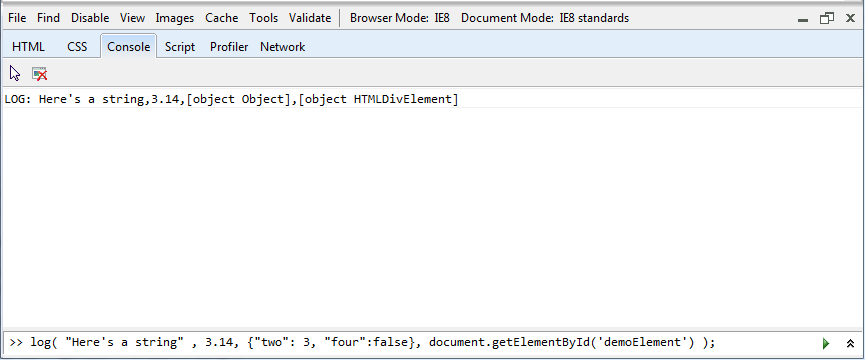 File Find Disable View Images Cache Tools Validate Browser Mode: IE8 Document Mode: IE8 standards
HTML CSS Console Script Profiler Network
LOG: Here's a string,3.14,[object Object],[object HTMLDivElement]
>> log( "Here's a string" , 3.14, {"two": 3, "four":false}, document.getElementById('demoElement') );